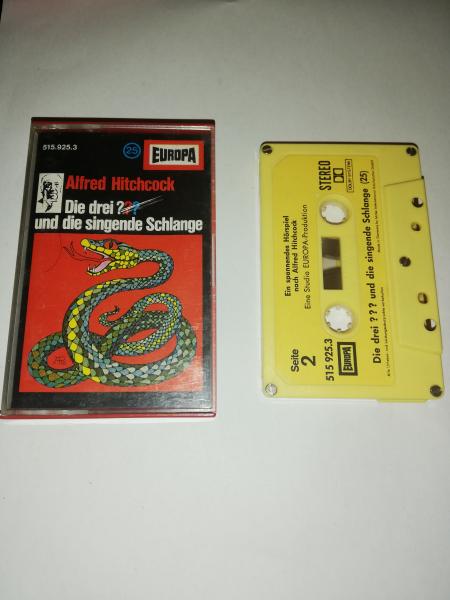 515.925.3
25
EUROPA
Alfred Hitchcock
Die drei ???
und die singende Schlange
STEREO
Ein spannendes Hörspiel
nach Alfred Hitchcock
Eine Studio EUROPA-Produktion
Seite
2
515 925.3
EUROPA
Die drei ? ? ? und die singende Schlange (25)